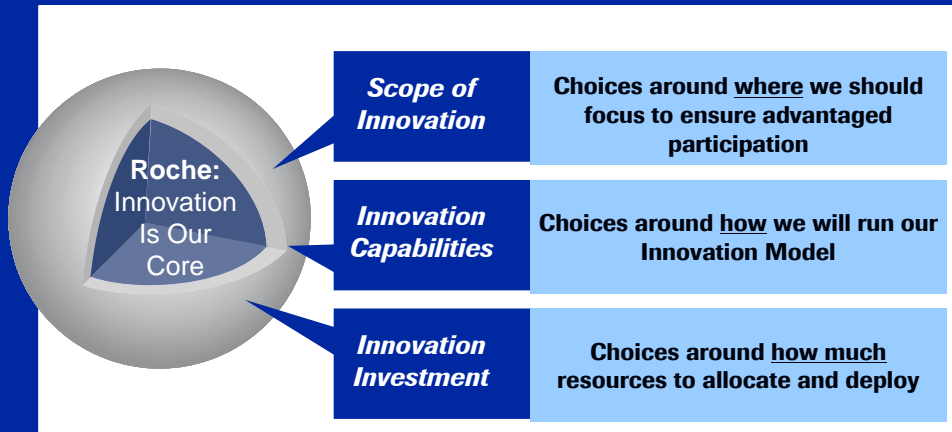 Roche:
Innovation
Is Our
Core
Scope of
Innovation
Choices around where we should
focus to ensure advantaged
participation
Innovation
Capabilities
Choices around how we will run our
Innovation Model
Innovation
Investment
Choices around how much
resources to allocate and deploy